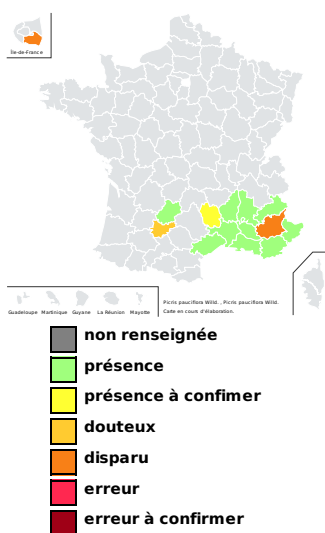 Île-de-France
Guadeloupe Martinique Guyane La Réunion Mayotte
Picris pauciflora Willd. , Picris pauciflora Willd.
Carte en cours d'élaboration.
non renseignée
présence
présence à confimer
douteux
disparu
erreur
erreur à confirmer